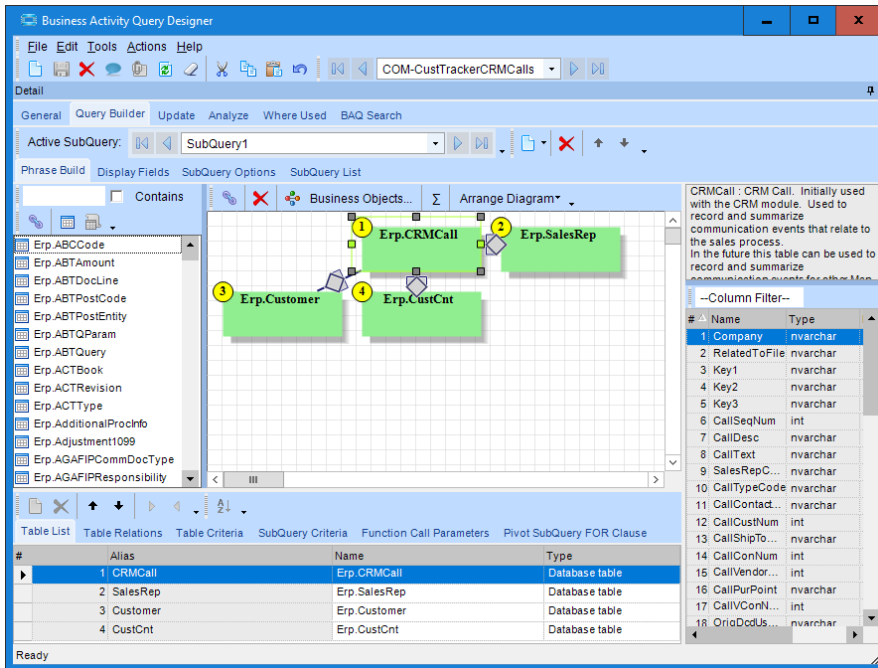 Business Activity Query Designer
File Edit Tools Actions Help
COM-CustTrackerCRMCalls
Detail
General Query Builder Update Analyze Where Used BAQ Search
Active SubQuery: SubQuery1
Phrase Build Display Fields SubQuery Options SubQuery List
Contains
Business Objects... Σ Arrange Diagram
Erp.ABCCode
Erp.ABTAmount
Erp.ABTDocLine
Erp.ABTPostCode
Erp.ABTPostEntity
Erp.ABTQParam
Erp.ABTQuery
Erp.ACTBook
Erp.ACTRevision
Erp.ACTType
Erp.AdditionalProcInfo
Erp.Adjustment1099
Erp.AGAFIPCommDocType
Erp.AGAFIPResponsibility
1 Erp.CRMCall
2 Erp.SalesRep
3 Erp.Customer
4 Erp.CustCnt
CRMCall : CRM Call. Initially used
with the CRM module. Used to
record and summarize
communication events that relate to
the sales process.
In the future this table can be used to
record and summarize
communication events for other Man
--Column Filter--
# Name Type
1 Company nvarchar
2 RelatedToFile nvarchar
3 Key1 nvarchar
4 Key2 nvarchar
5 Key3 nvarchar
6 CallSeqNum int
7 CallDesc nvarchar
8 CallText nvarchar
9 SalesRepC... nvarchar
10 CallTypeCode nvarchar
11 CallContact... nvarchar
12 CallCustNum int
13 CallShipTo... nvarchar
14 CallConNum int
15 CallVendor... int
16 CallPurPoint nvarchar
17 CallVConN... int
18 OrigDcdUs... nvarchar
Table List Table Relations Table Criteria SubQuery Criteria Function Call Parameters Pivot SubQuery FOR Clause
# Alias Name Type
1 CRMCall Erp.CRMCall Database table
2 SalesRep Erp.SalesRep Database table
3 Customer Erp.Customer Database table
4 CustCnt Erp.CustCnt Database table
Ready